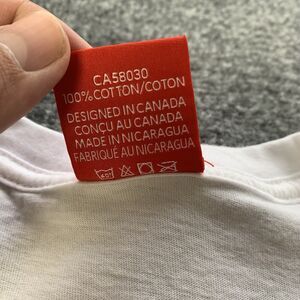 CA58030
100% COTTON/COTON
DESIGNED IN CANADA
CONÇU AU CANADA
MADE IN NICARAGUA
FABRIQUÉ AU NICARAGUA